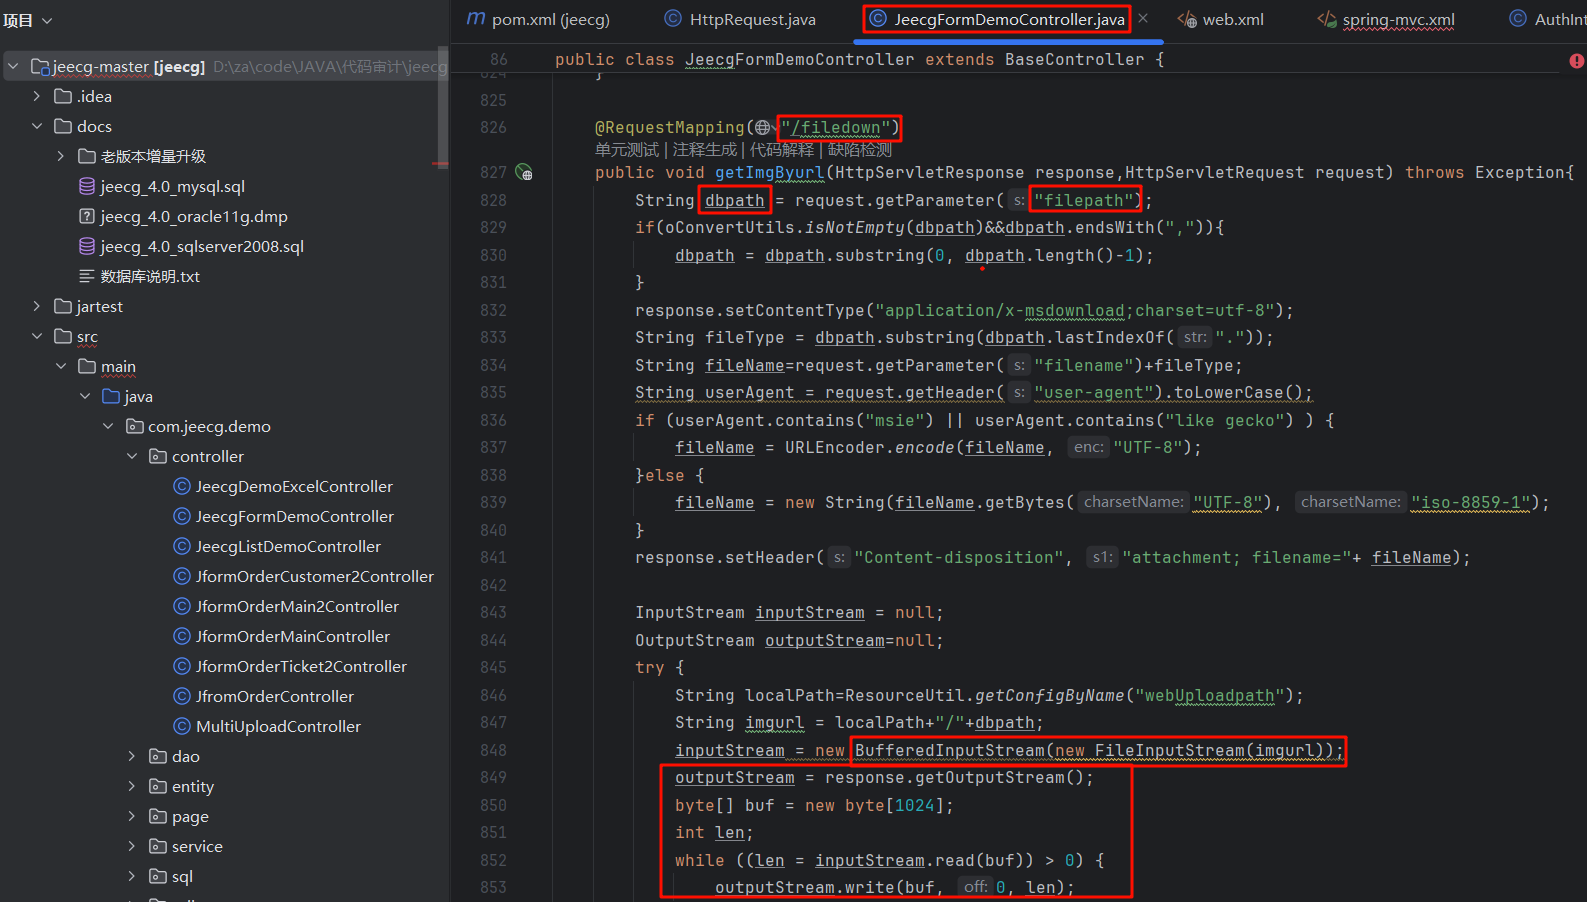 项目
jeecg-master [jeecg] D:\za\code\JAVA\代码审计\jeecg
.idea
docs
老版本增量升级
jeecg_4.0_mysql.sql
jeecg_4.0_oracle11g.dmp
jeecg_4.0_sqlserver2008.sql
数据库说明.txt
jartest
src
main
java
com.jeecg.demo
controller
JeecgDemoExcelController
JeecgFormDemoController
JeecgListDemoController
JformOrderCustomer2Controller
JformOrderMain2Controller
JformOrderMainController
JformOrderTicket2Controller
JfromOrderController
MultiUploadController
dao
entity
page
service
sql
pom.xml (jeecg) HttpRequest.java JeecgFormDemoController.java web.xml spring-mvc.xml AuthInt
86 public class JeecgFormDemoController extends BaseController {
824 }
825
826 @RequestMapping("/filedown")
单元测试 | 注释生成 | 代码解释 | 缺陷检测
827 public void getImgByurl(HttpServletResponse response,HttpServletRequest request) throws Exception{
828 String dbpath = request.getParameter( s: "filepath");
829 if(oConvertUtils.isNotEmpty(dbpath)&&dbpath.endsWith(",")){
830 dbpath = dbpath.substring(0, dbpath.length()-1);
831 }
832 response.setContentType("application/x-msdownload;charset=utf-8");
833 String fileType = dbpath.substring(dbpath.lastIndexOf( str: "."));
834 String fileName=request.getParameter( s: "filename")+fileType;
835 String userAgent = request.getHeader( s: "user-agent").toLowerCase();
836 if (userAgent.contains("msie") || userAgent.contains("like gecko") ) {
837 fileName = URLEncoder.encode(fileName, enc: "UTF-8");
838 }else {
839 fileName = new String(fileName.getBytes( charsetName: "UTF-8"), charsetName: "iso-8859-1");
840 }
841 response.setHeader( s: "Content-disposition", s1: "attachment; filename="+ fileName);
842
843 InputStream inputStream = null;
844 OutputStream outputStream=null;
845 try {
846 String localPath=ResourceUtil.getConfigByName("webUploadpath");
847 String imgurl = localPath+"/"+dbpath;
848 inputStream = new BufferedInputStream(new FileInputStream(imgurl));
849 outputStream = response.getOutputStream();
850 byte[] buf = new byte[1024];
851 int len;
852 while ((len = inputStream.read(buf)) > 0) {
853 outputStream.write(buf, off: 0, len);